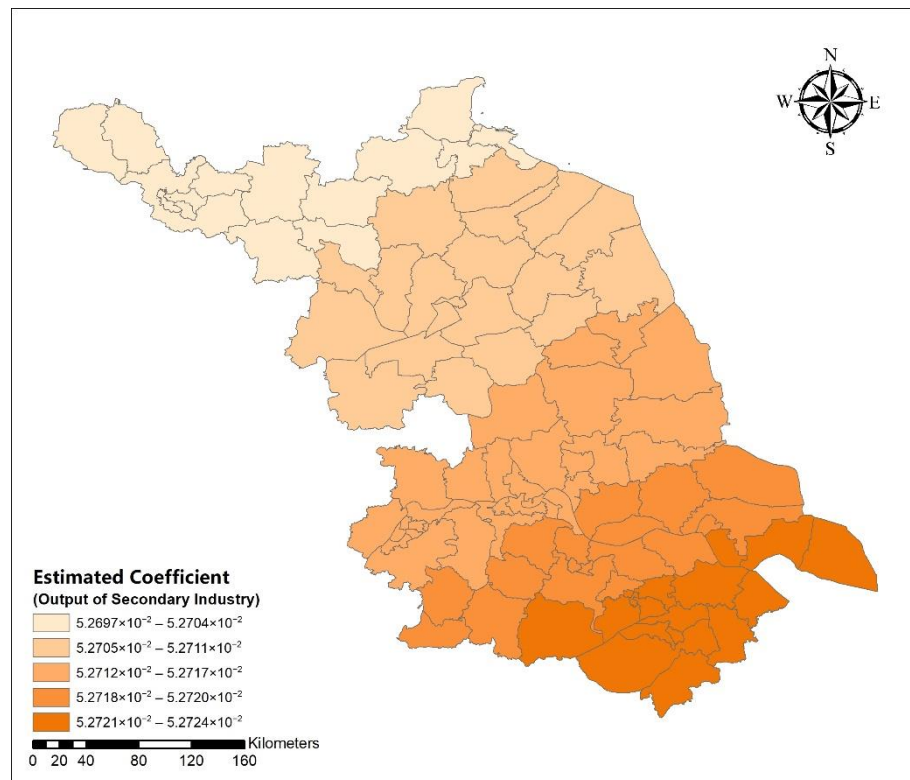 N
W E
S
Estimated Coefficient
(Output of Secondary Industry)
5.2697×10⁻² – 5.2704×10⁻²
5.2705×10⁻² – 5.2711×10⁻²
5.2712×10⁻² – 5.2717×10⁻²
5.2718×10⁻² – 5.2720×10⁻²
5.2721×10⁻² – 5.2724×10⁻²
Kilometers
0 20 40 80 120 160